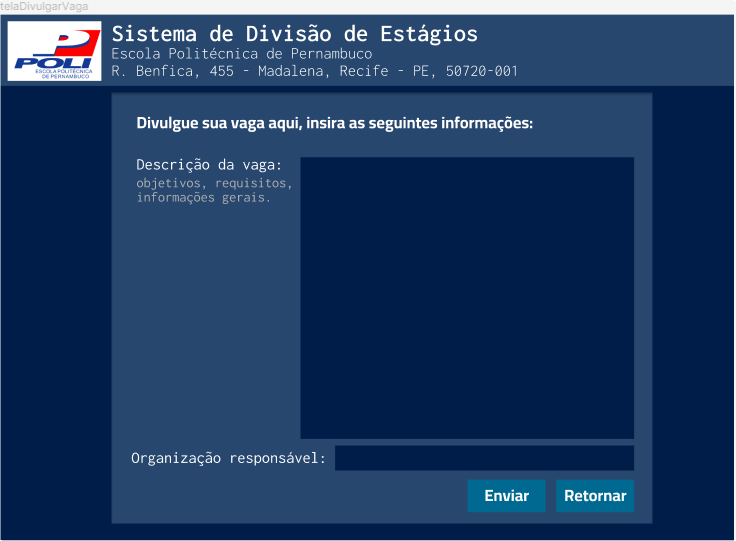 telaDivulgarVaga
POLI
ESCOLA POLITÉCNICA
DE PERNAMBUCO
Sistema de Divisão de Estágios
Escola Politécnica de Pernambuco
R. Benfica, 455 - Madalena, Recife - PE, 50720-001
Divulgue sua vaga aqui, insira as seguintes informações:
Descrição da vaga:
objetivos, requisitos,
informações gerais.
Organização responsável:
Enviar
Retornar